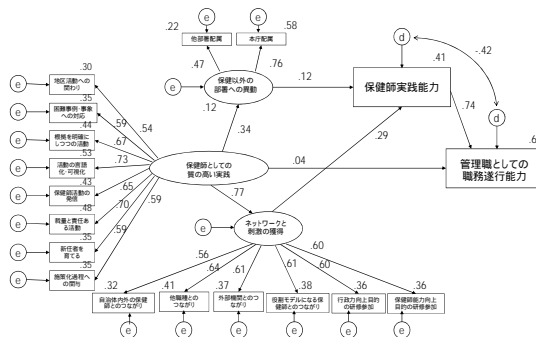 e
e
.22
.58
他部署配属
本庁配属
d
-.42
.30
.47
.76
.41
e
地区活動への
関わり
e
保健以外の
部署への異動
.12
保健師実践能力
.35
.12
.74
d
e
困難事例・事象
への対応
.54
.29
.44
.59
.34
.6
e
根拠を明確に
しつつの活動
.67
管理職としての
職務遂行能力
.53
e
活動の言語
化・可視化
.73
保健師としての
質の高い実践
.04
.43
.65
e
保健師活動の
発信
.77
.48
.70
e
裁量と責任あ
る活動
.59
.59
e
ネットワークと
刺激の獲得
.35
e
新任者を
育てる
.35
.56
.64
.61
.61
.60
.60
e
施策化過程へ
の関与
.32
.41
.37
.38
.36
.36
自治体内外の保健
師とのつながり
他職種との
つながり
外部機関とのつ
ながり
役割モデルになる保
健師とのつながり
行政力向上目的
の研修参加
保健師能力向上
目的の研修参加
e
e
e
e
e
e